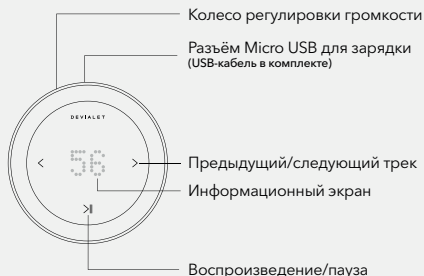 Колесо регулировки громкости
Разъём Micro USB для зарядки
(USB-кабель в комплекте)
DEVIALET
56
Предыдущий/следующий трек
Информационный экран
Воспроизведение/пауза